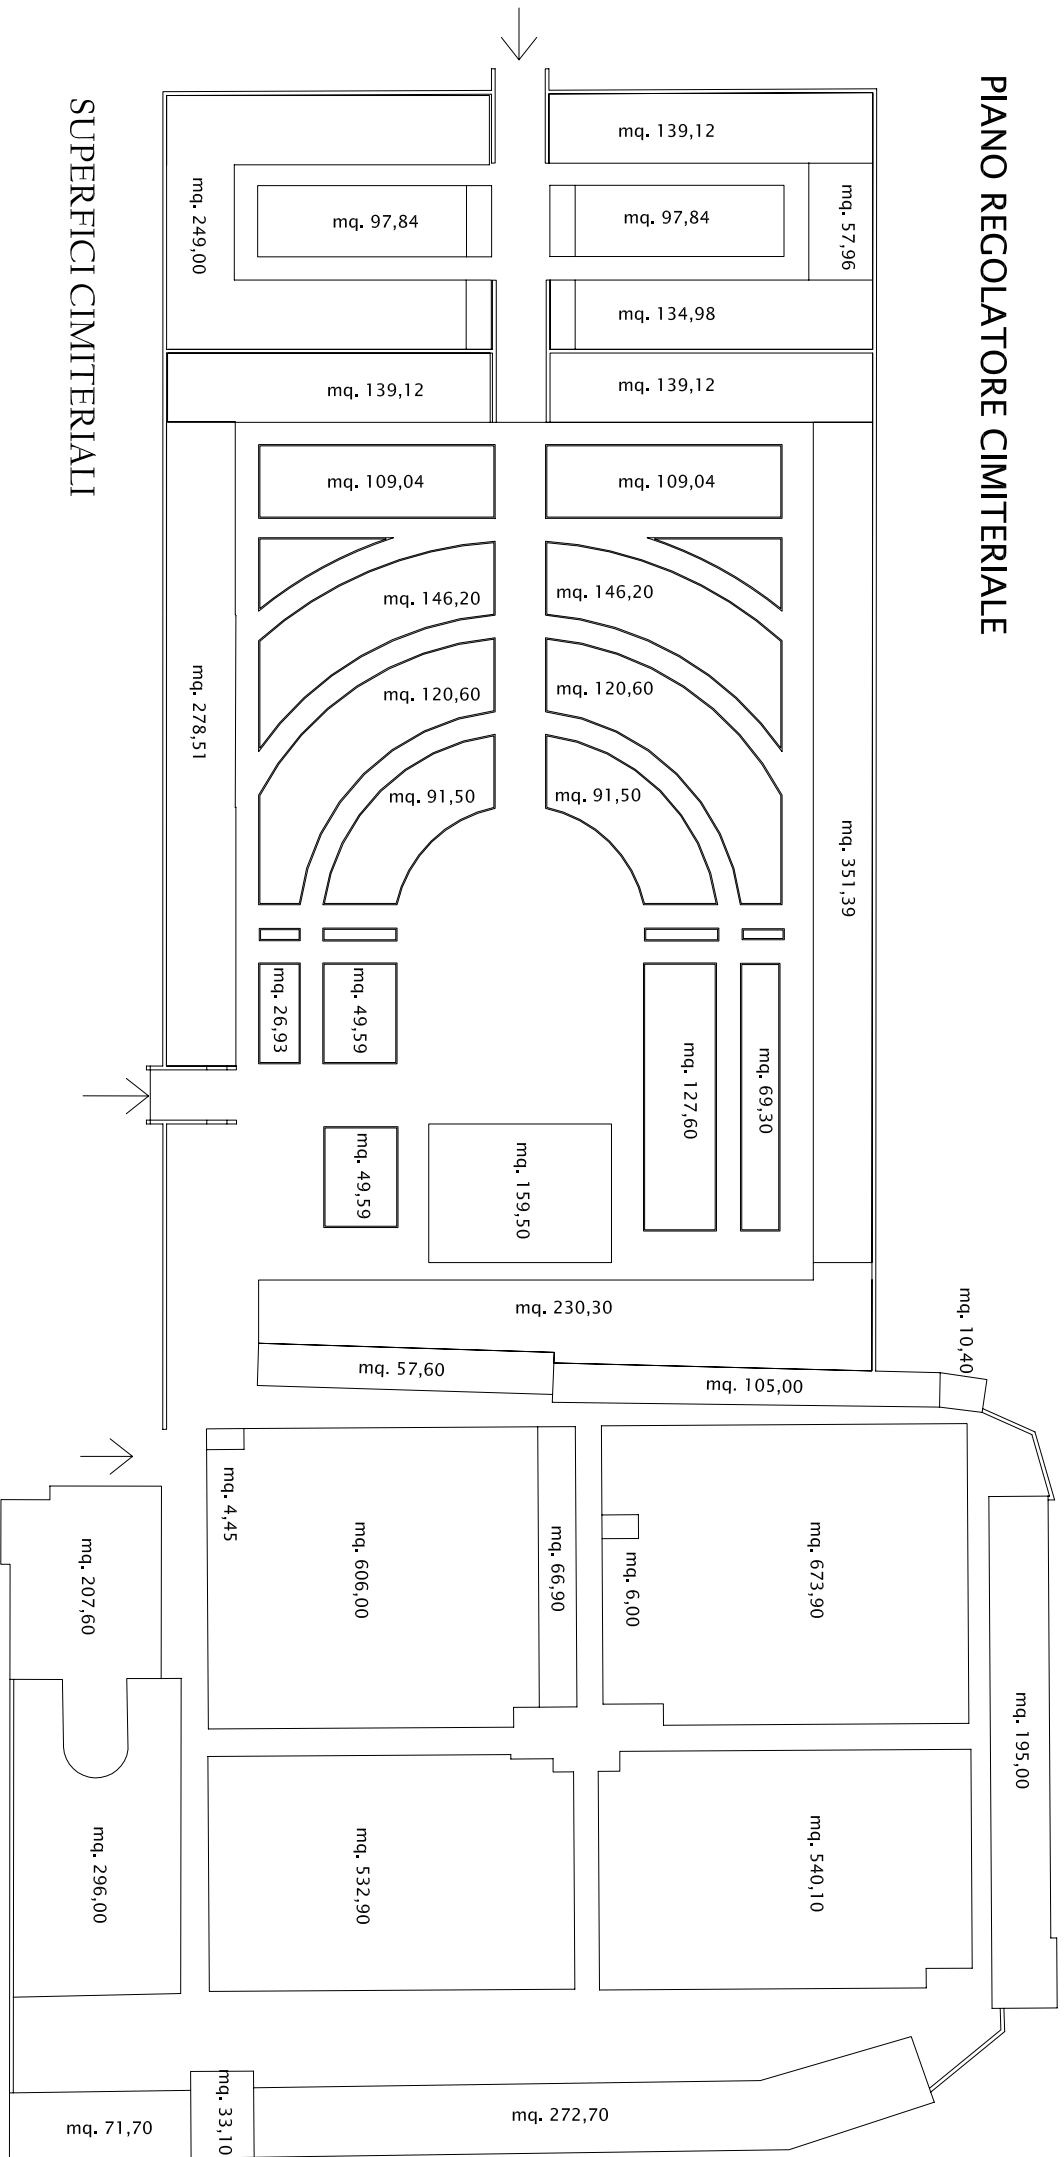 PIANO REGOLATORE CIMITERIALE
SUPERFICI CIMITERIALI
mq. 139,12
mq. 249,00
mq. 97,84
mq. 97,84
mq. 57,96
mq. 134,98
mq. 139,12
mq. 139,12
mq. 109,04
mq. 109,04
mq. 146,20
mq. 146,20
mq. 278,51
mq. 120,60
mq. 120,60
mq. 91,50
mq. 91,50
mq. 351,39
mq. 26,93
mq. 49,59
mq. 127,60
mq. 69,30
mq. 49,59
mq. 159,50
mq. 230,30
mq. 10,40
mq. 57,60
mq. 105,00
mq. 4,45
mq. 606,00
mq. 66,90
mq. 6,00
mq. 673,90
mq. 207,60
mq. 195,00
mq. 296,00
mq. 532,90
mq. 540,10
mq. 71,70
mq. 33,10
mq. 272,70